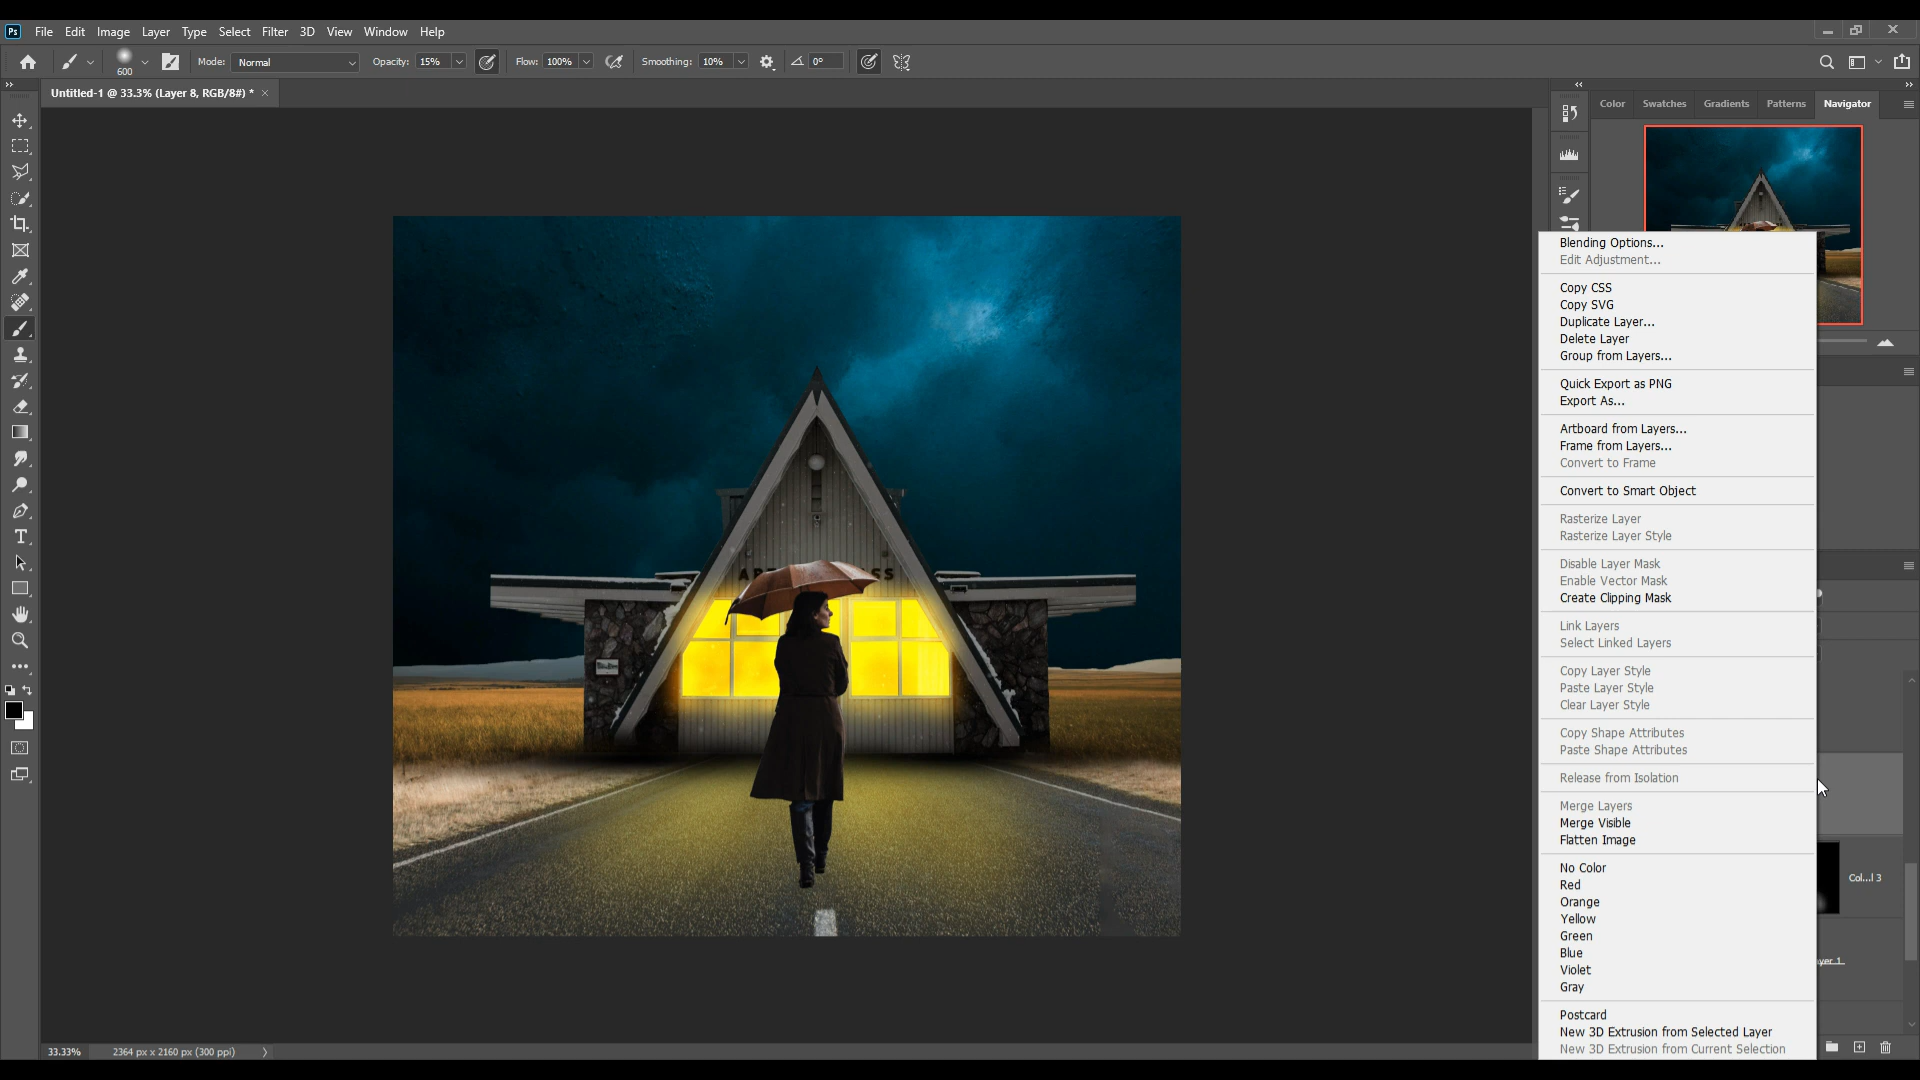 Ps File Edit Image Layer Type Select Filter 3D View Window Help
600 Mode: Normal Opacity: 15% Flow: 100% Smoothing: 10% 0°
Untitled-1 @ 33.3% (Layer 8, RGB/8#) *
Color Swatches Gradients Patterns Navigator
Blending Options...
Edit Adjustment...
Copy CSS
Copy SVG
Duplicate Layer...
Delete Layer
Group from Layers...
Quick Export as PNG
Export As...
Artboard from Layers...
Frame from Layers...
Convert to Frame
Convert to Smart Object
Rasterize Layer
Rasterize Layer Style
Disable Layer Mask
Enable Vector Mask
Create Clipping Mask
Link Layers
Select Linked Layers
Copy Layer Style
Paste Layer Style
Clear Layer Style
Copy Shape Attributes
Paste Shape Attributes
Release from Isolation
Merge Layers
Merge Visible
Flatten Image
No Color
Red
Orange
Yellow
Green
Blue
Violet
Gray
Postcard
New 3D Extrusion from Selected Layer
New 3D Extrusion from Current Selection
Col...l 3
yer 1
33.33% 2364 px x 2160 px (300 ppi)